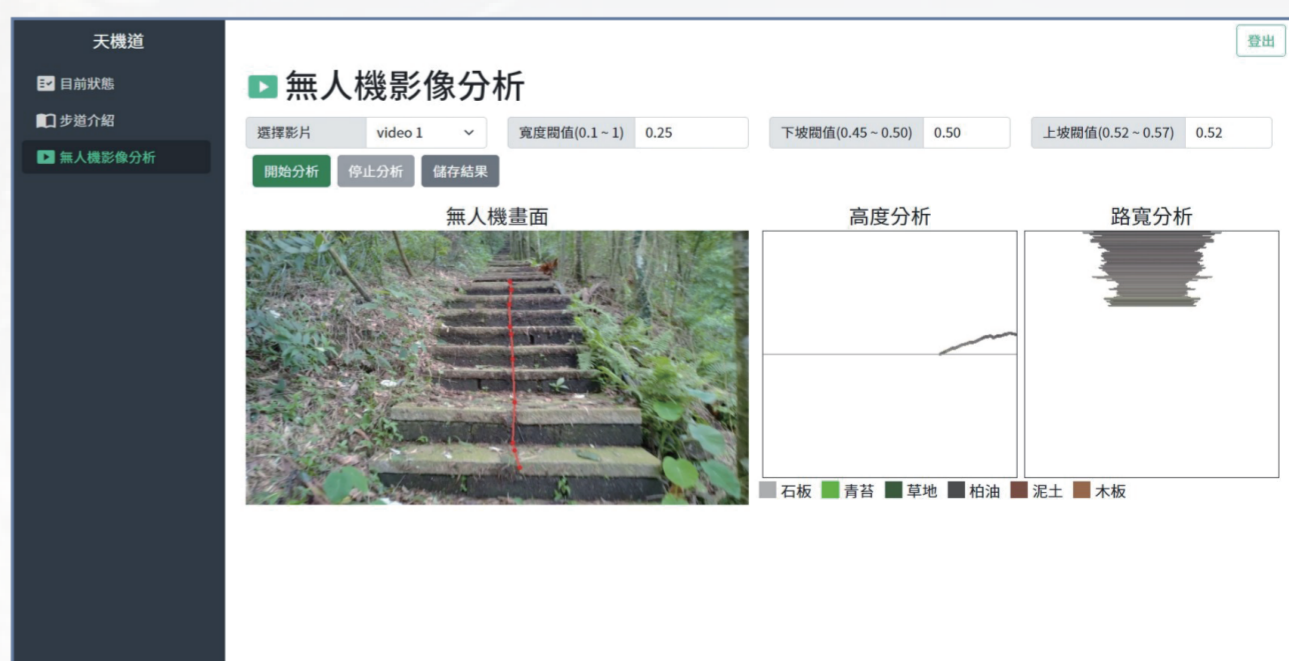 天機道
登出
目前狀態
步道介紹
無人機影像分析
無人機影像分析
選擇影片 video 1 寬度閥值(0.1 ~ 1) 0.25 下坡閥值(0.45 ~ 0.50) 0.50 上坡閥值(0.52 ~ 0.57) 0.52
開始分析 停止分析 儲存結果
無人機畫面 高度分析 路寬分析
石板 青苔 草地 柏油 泥土 木板